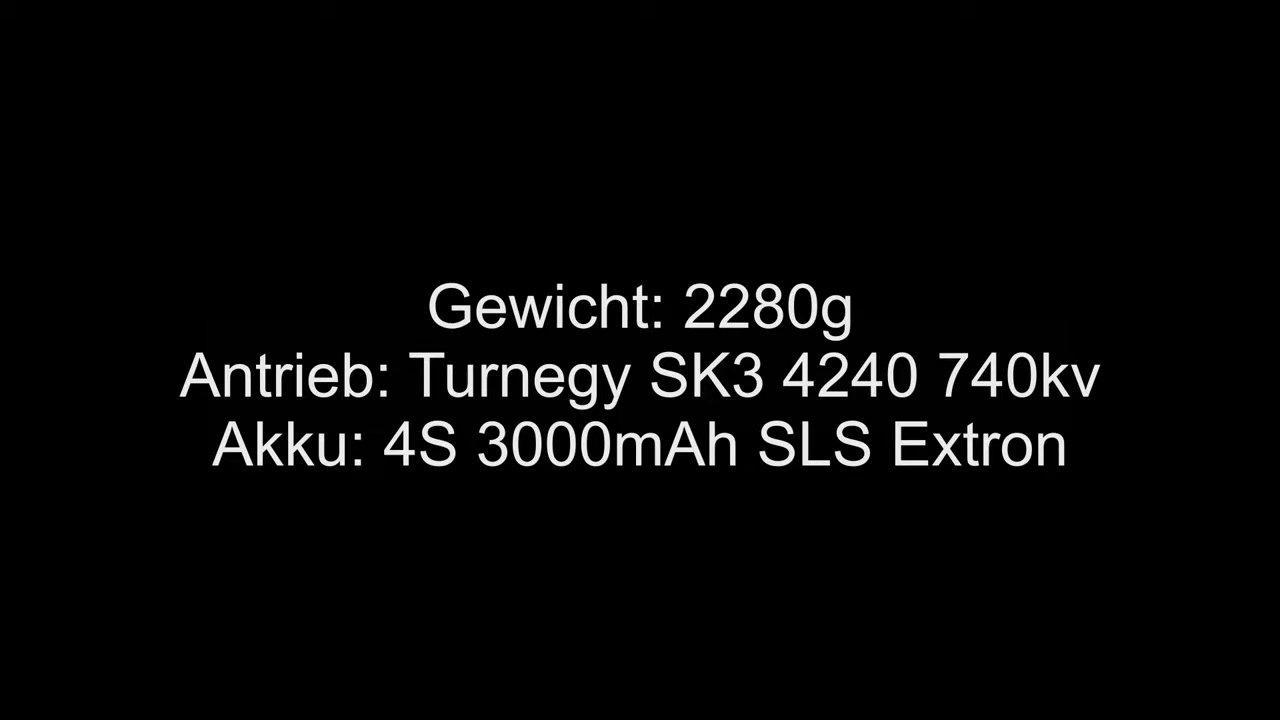 Gewicht: 2280g
Antrieb: Turnegy SK3 4240 740kv
Akku: 4S 3000mAh SLS Extron